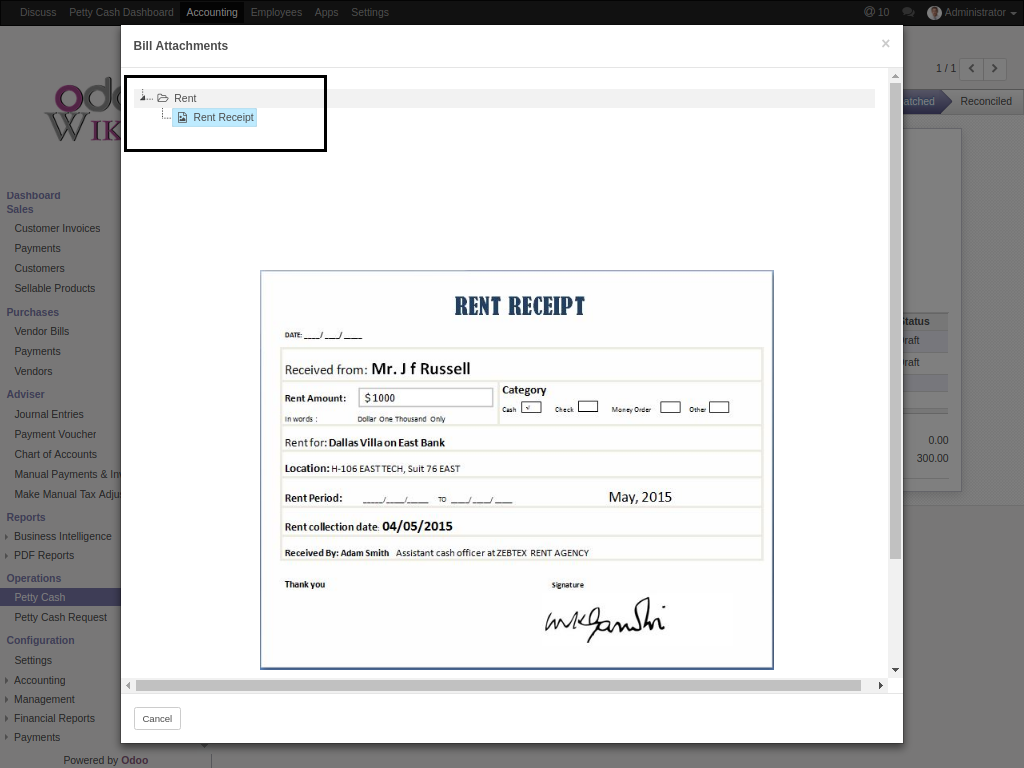 Discuss Petty Cash Dashboard Accounting Employees Apps Settings @ 10 Administrator
Bill Attachments ×
1 / 1
Rent
Rent Receipt
atched Reconciled
odo
WIK
Dashboard
Sales
Customer Invoices
Payments
Customers
Sellable Products
Purchases
Vendor Bills
Payments
Vendors
Adviser
Journal Entries
Payment Voucher
Chart of Accounts
Manual Payments & Inv
Make Manual Tax Adjus
Reports
Business Intelligence
PDF Reports
Operations
Petty Cash
Petty Cash Request
Configuration
Settings
Accounting
Management
Financial Reports
Payments
Powered by Odoo
RENT RECEIPT
DATE: ____/ ____/ _____
Received from: Mr. J f Russell
Rent Amount: $1000
In words : Dollar One Thousand Only
Category
Cash Check Money Order Other
Rent for: Dallas Villa on East Bank
Location: H-106 EAST TECH, Suit 76 EAST
Rent Period: _____/____/_____ TO ____/____/____ May, 2015
Rent collection date: 04/05/2015
Received By: Adam Smith Assistant cash officer at ZEBTEX RENT AGENCY
Thank you Signature
Status
raft
raft
0.00
300.00
Cancel